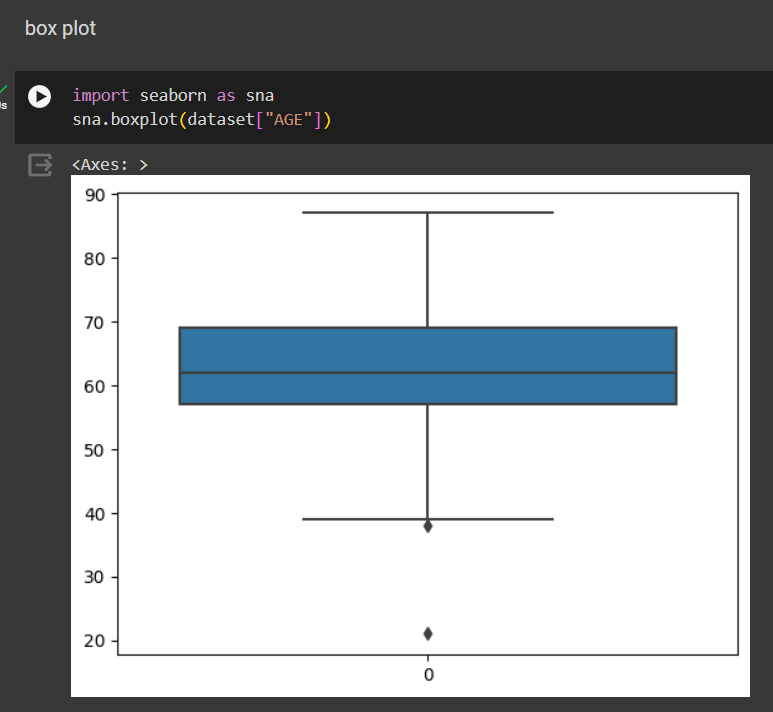 box plot
s
import seaborn as sna
sna.boxplot(dataset["AGE"])
<Axes: >
90
80
70
60
50
40
30
20
0